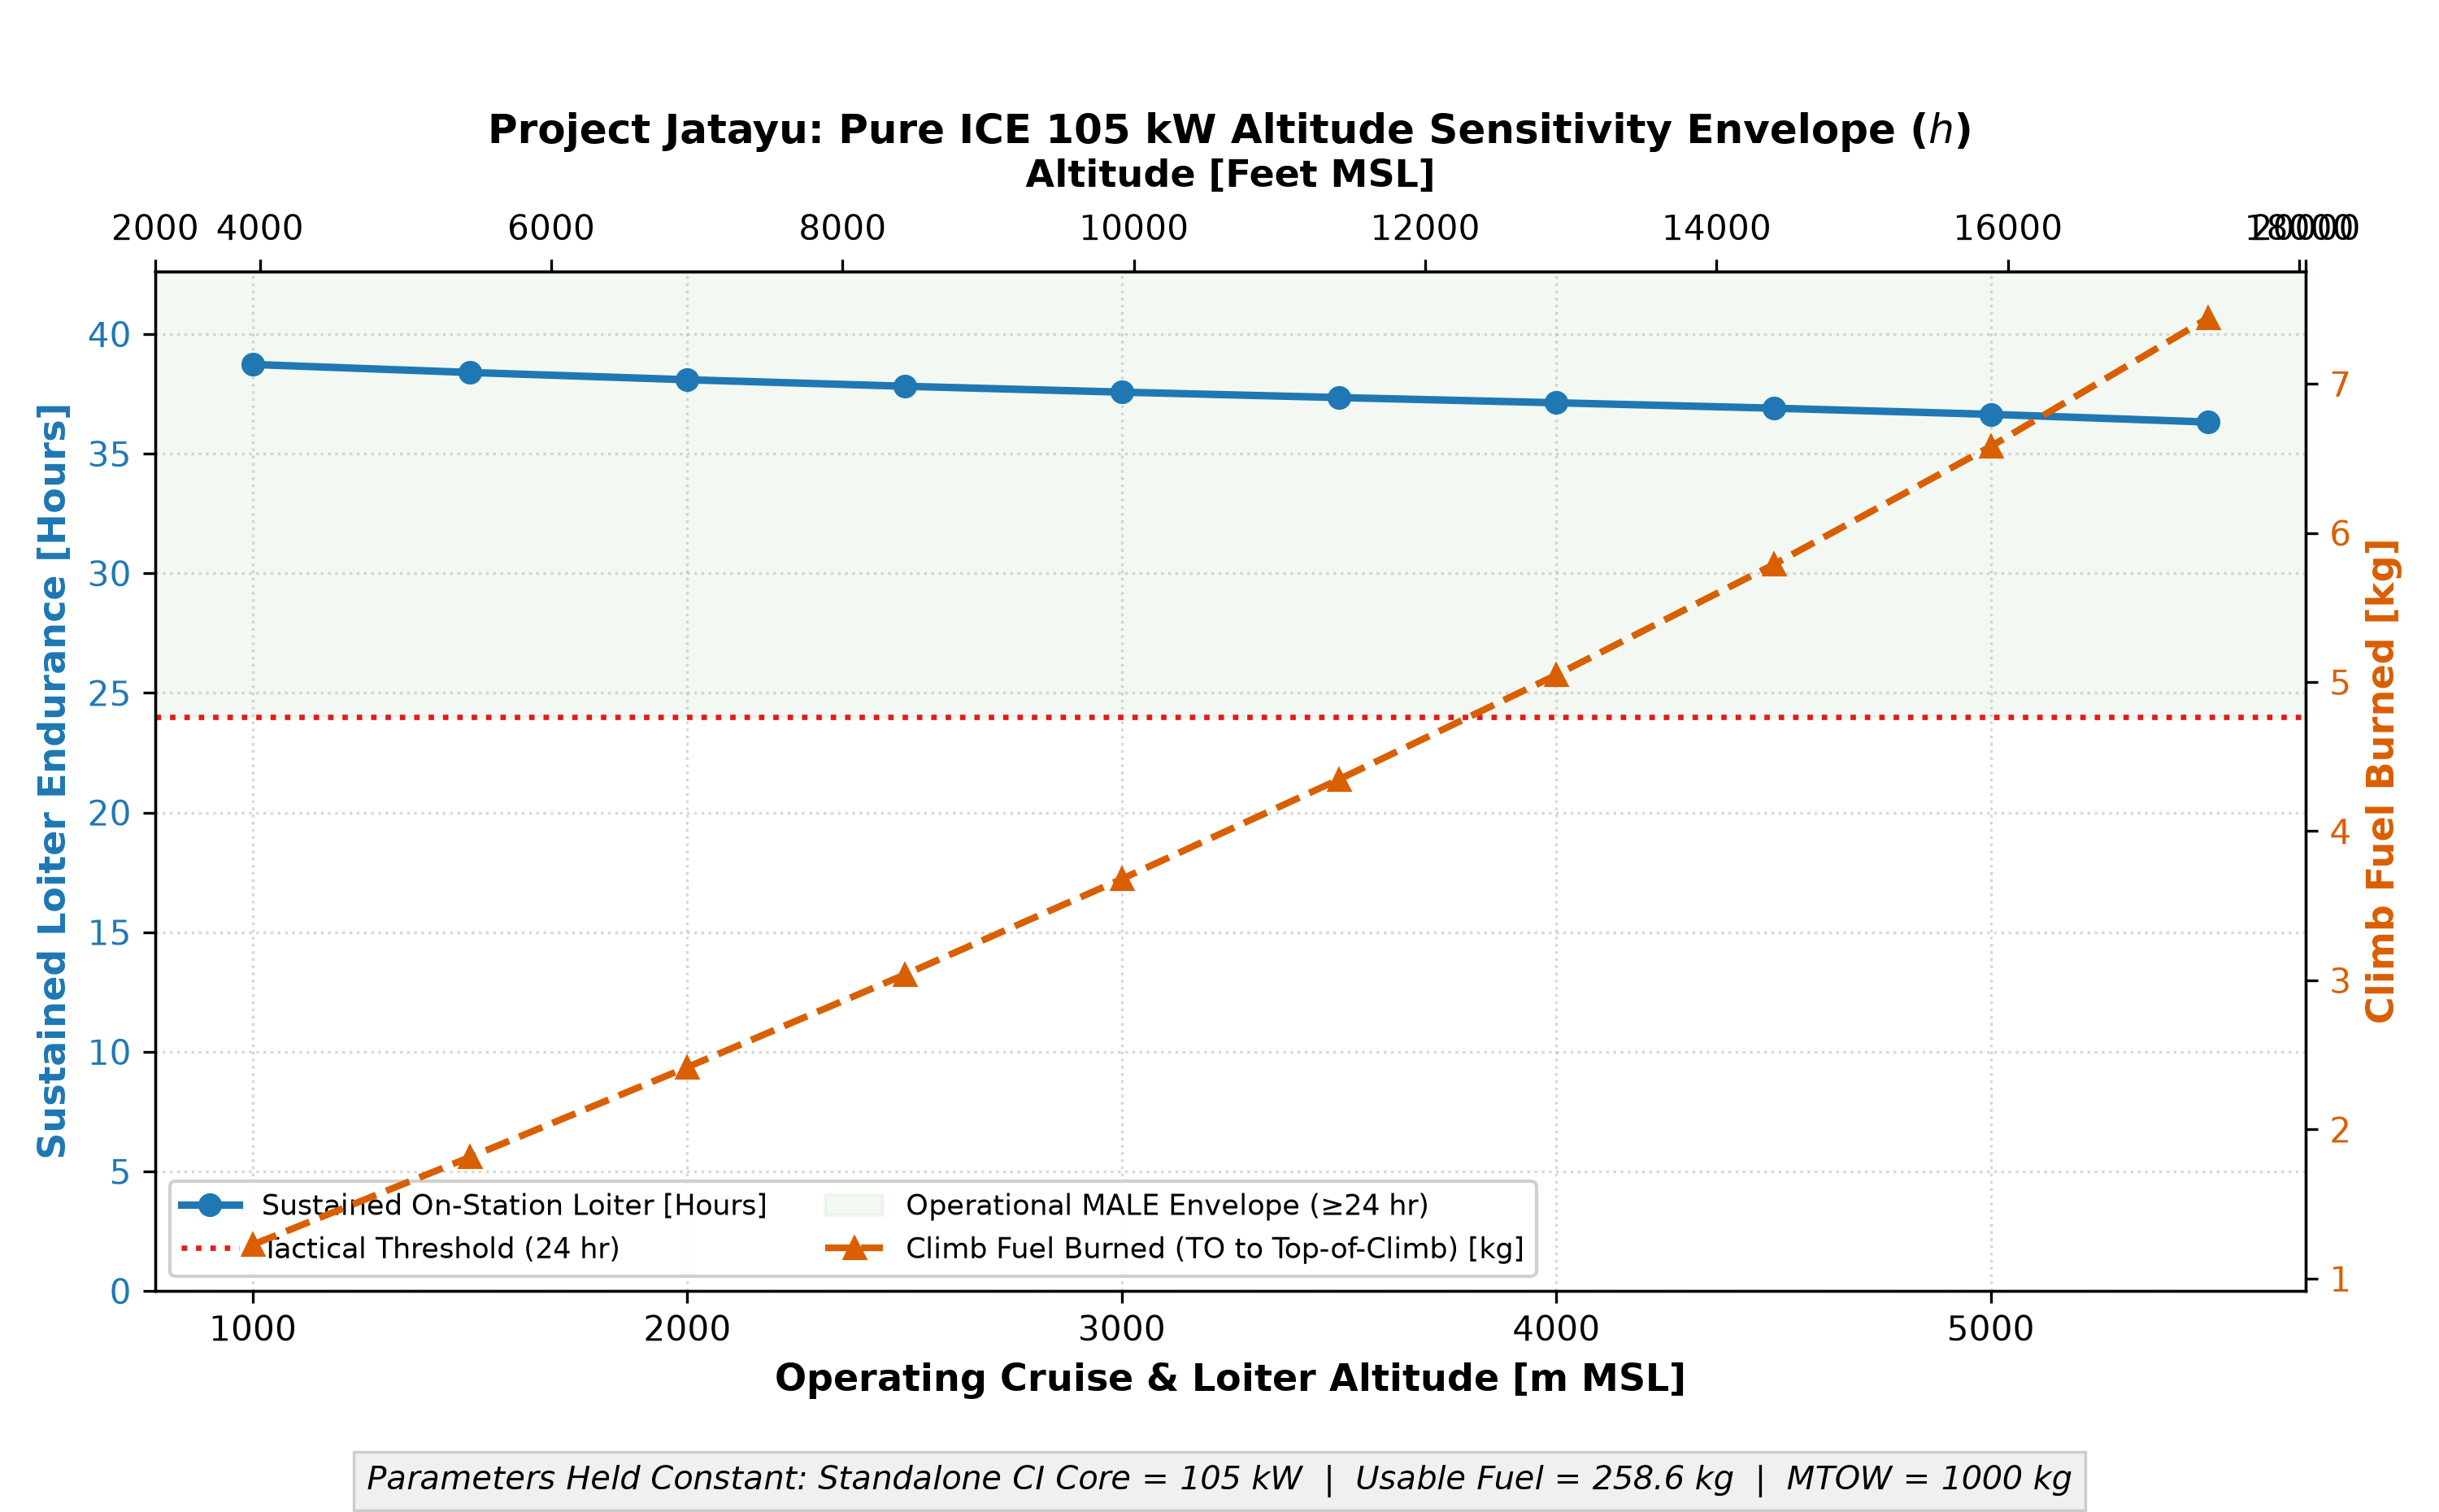 Project Jatayu: Pure ICE 105 kW Altitude Sensitivity Envelope (h)
Altitude [Feet MSL]
2000 4000 6000 8000 10000 12000 14000 16000 18000 20000
Sustained Loiter Endurance [Hours]
40
35
30
25
20
15
10
5
0
7
6
5
4
3
2
1
Climb Fuel Burned [kg]
Sustained On-Station Loiter [Hours]
Tactical Threshold (24 hr)
Operational MALE Envelope (≥24 hr)
Climb Fuel Burned (TO to Top-of-Climb) [kg]
1000 2000 3000 4000 5000
Operating Cruise & Loiter Altitude [m MSL]
Parameters Held Constant: Standalone CI Core = 105 kW | Usable Fuel = 258.6 kg | MTOW = 1000 kg